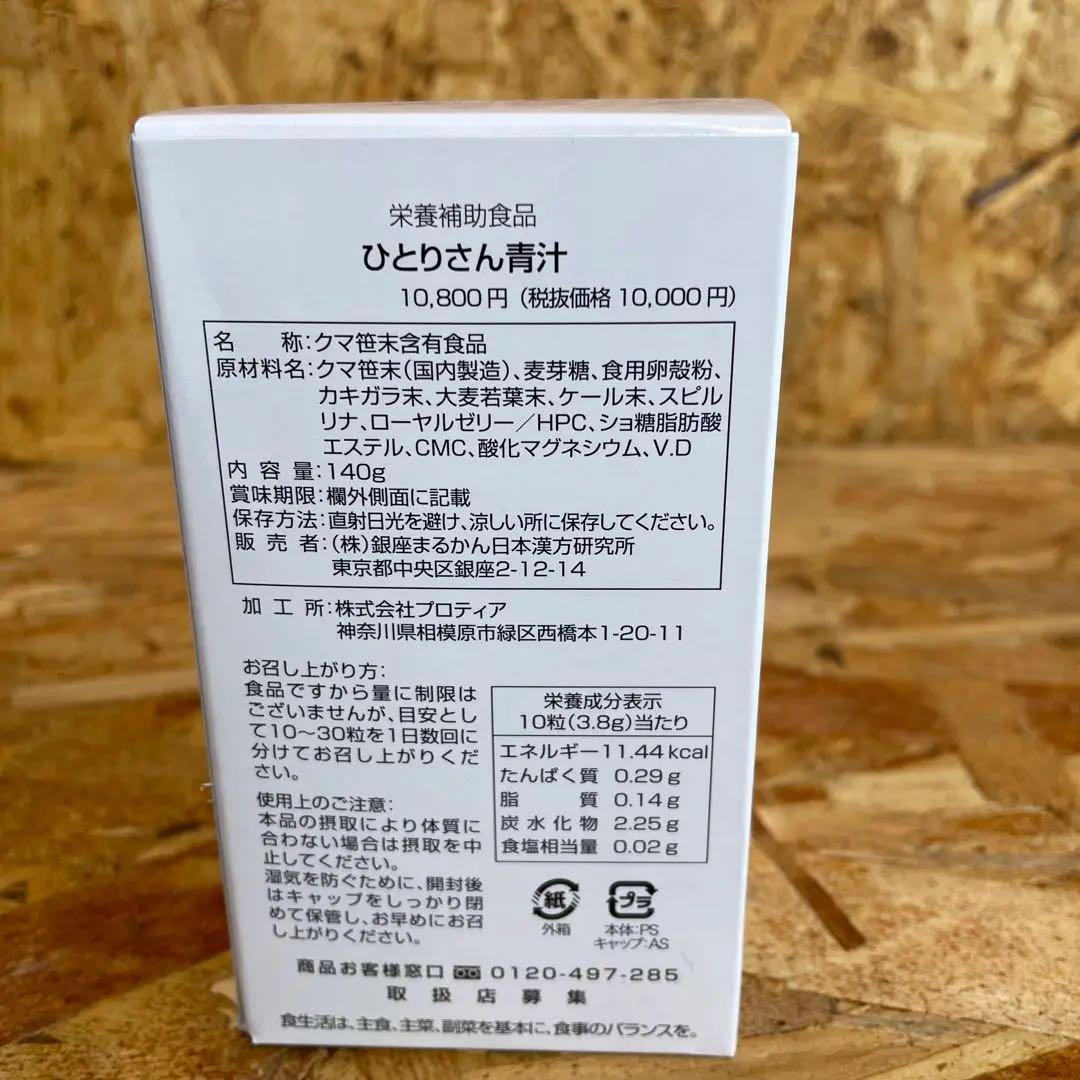 栄養補助食品
ひとりさん青汁
10,800円（税抜価格 10,000円）
名　　称：クマ笹末含有食品
原材料名：クマ笹末（国内製造）、麦芽糖、食用卵殻粉、
カキガラ末、大麦若葉末、ケール末、スピル
リナ、ローヤルゼリー／HPC、ショ糖脂肪酸
エステル、CMC、酸化マグネシウム、V.D
内 容 量：140g
賞味期限：欄外側面に記載
保存方法：直射日光を避け、涼しい所に保存してください。
販 売 者：（株）銀座まるかん日本漢方研究所
東京都中央区銀座2-12-14
加 工 所：株式会社プロティア
神奈川県相模原市緑区西橋本1-20-11
お召し上がり方：
食品ですから量に制限は
ございませんが、目安とし
て10〜30粒を1日数回に
分けてお召し上がりくだ
さい。
使用上のご注意：
本品の摂取により体質に
合わない場合は摂取を中
止してください。
湿気を防ぐために、開封後
はキャップをしっかり閉
めて保管し、お早めにお召
し上がりください。
栄養成分表示
10粒（3.8g）当たり
エネルギー 11.44kcal
たんぱく質 0.29g
脂　　質 0.14g
炭水化物 2.25g
食塩相当量 0.02g
紙
外箱
プラ
本体：PS
キャップ：AS
商品お客様窓口 0120-497-285
取扱店募集
食生活は、主食、主菜、副菜を基本に、食事のバランスを。